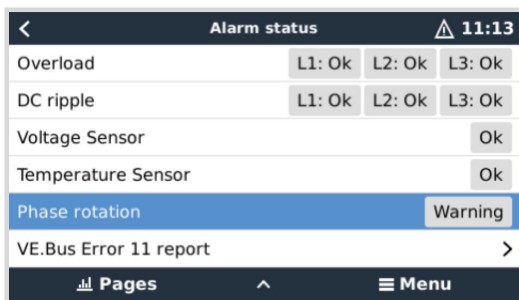 Alarm status 11:13
Overload L1: Ok L2: Ok L3: Ok
DC ripple L1: Ok L2: Ok L3: Ok
Voltage Sensor Ok
Temperature Sensor Ok
Phase rotation Warning
VE.Bus Error 11 report
Pages Menu